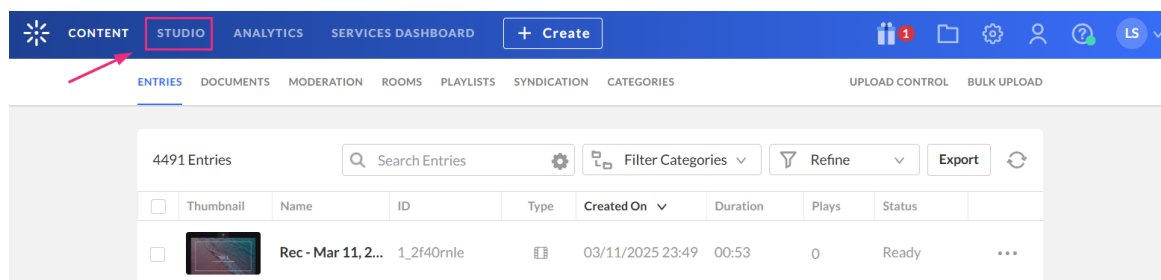 CONTENT STUDIO ANALYTICS SERVICES DASHBOARD + Create 1 LS
ENTRIES DOCUMENTS MODERATION ROOMS PLAYLISTS SYNDICATION CATEGORIES UPLOAD CONTROL BULK UPLOAD
4491 Entries Search Entries Filter Categories Refine Export
Thumbnail Name ID Type Created On Duration Plays Status
Rec - Mar 11, 2... 1_2f40rnle 03/11/2025 23:49 00:53 0 Ready